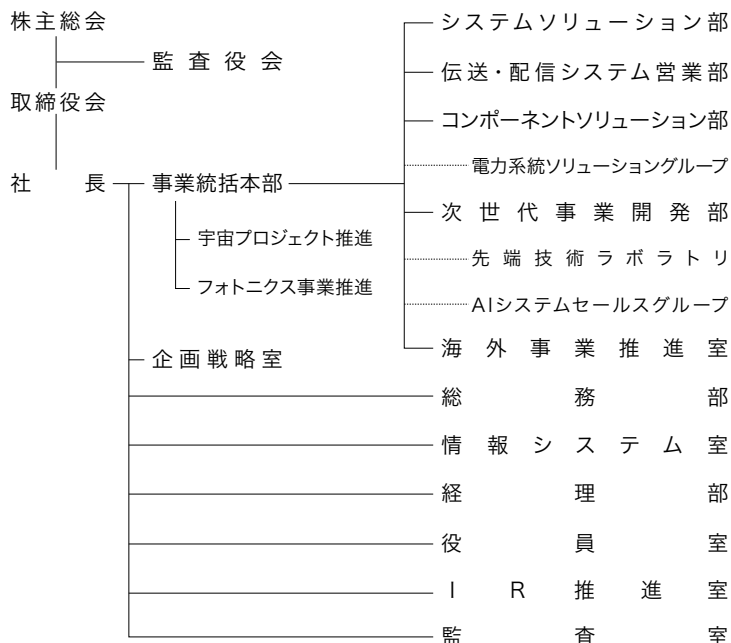 株主総会
監査役会
取締役会
社長
事業統括本部
宇宙プロジェクト推進
フォトニクス事業推進
企画戦略室
システムソリューション部
伝送・配信システム営業部
コンポーネントソリューション部
電力系統ソリューショングループ
次世代事業開発部
先端技術ラボラトリ
AIシステムセールスグループ
海外事業推進室
総務部
情報システム室
経理部
役員室
IR推進室
監査室